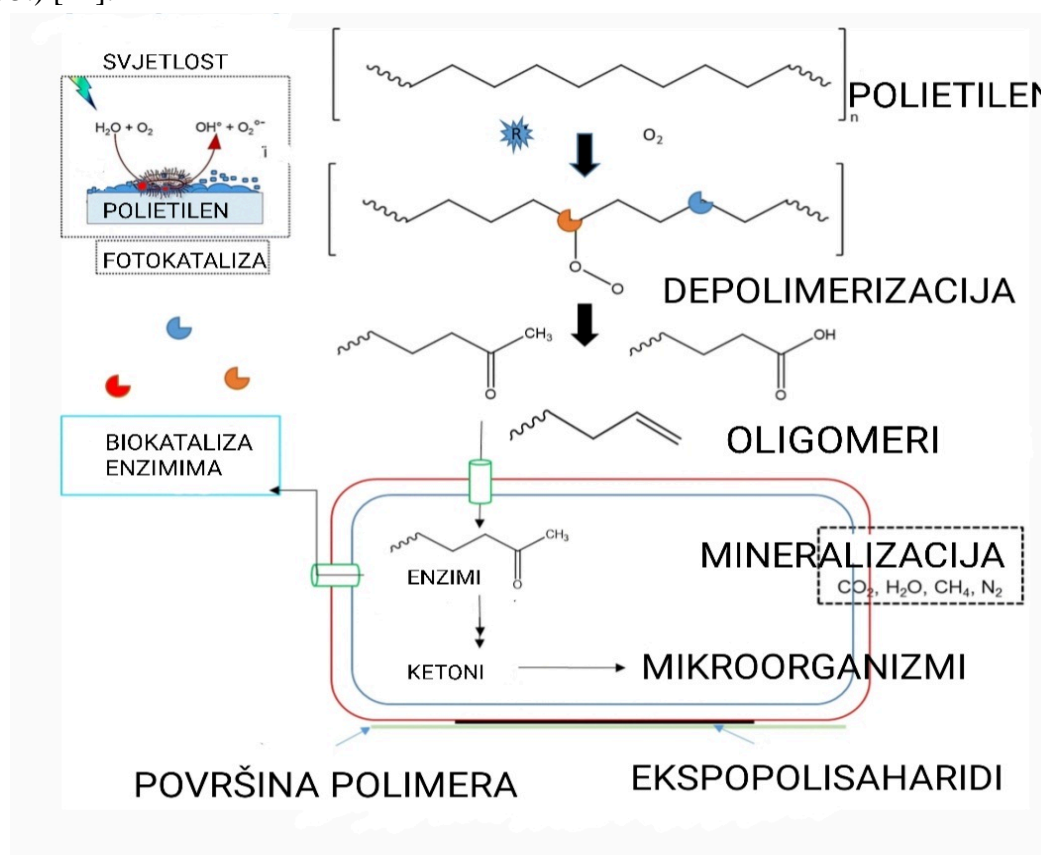 SVJETLOST
H₂O + O₂
OH° + O₂°⁻
POLIETILEN
FOTOKATALIZA
POLIETILEN
n
R
O₂
O
O
DEPOLIMERIZACIJA
CH₃
O
OH
O
OLIGOMERI
BIOKATALIZA
ENZIMIMA
CH₃
O
ENZIMI
KETONI
MINERALIZACIJA
CO₂, H₂O, CH₄, N₂
MIKROORGANIZMI
POVRŠINA POLIMERA
EKSPOPOLISAHARIDI